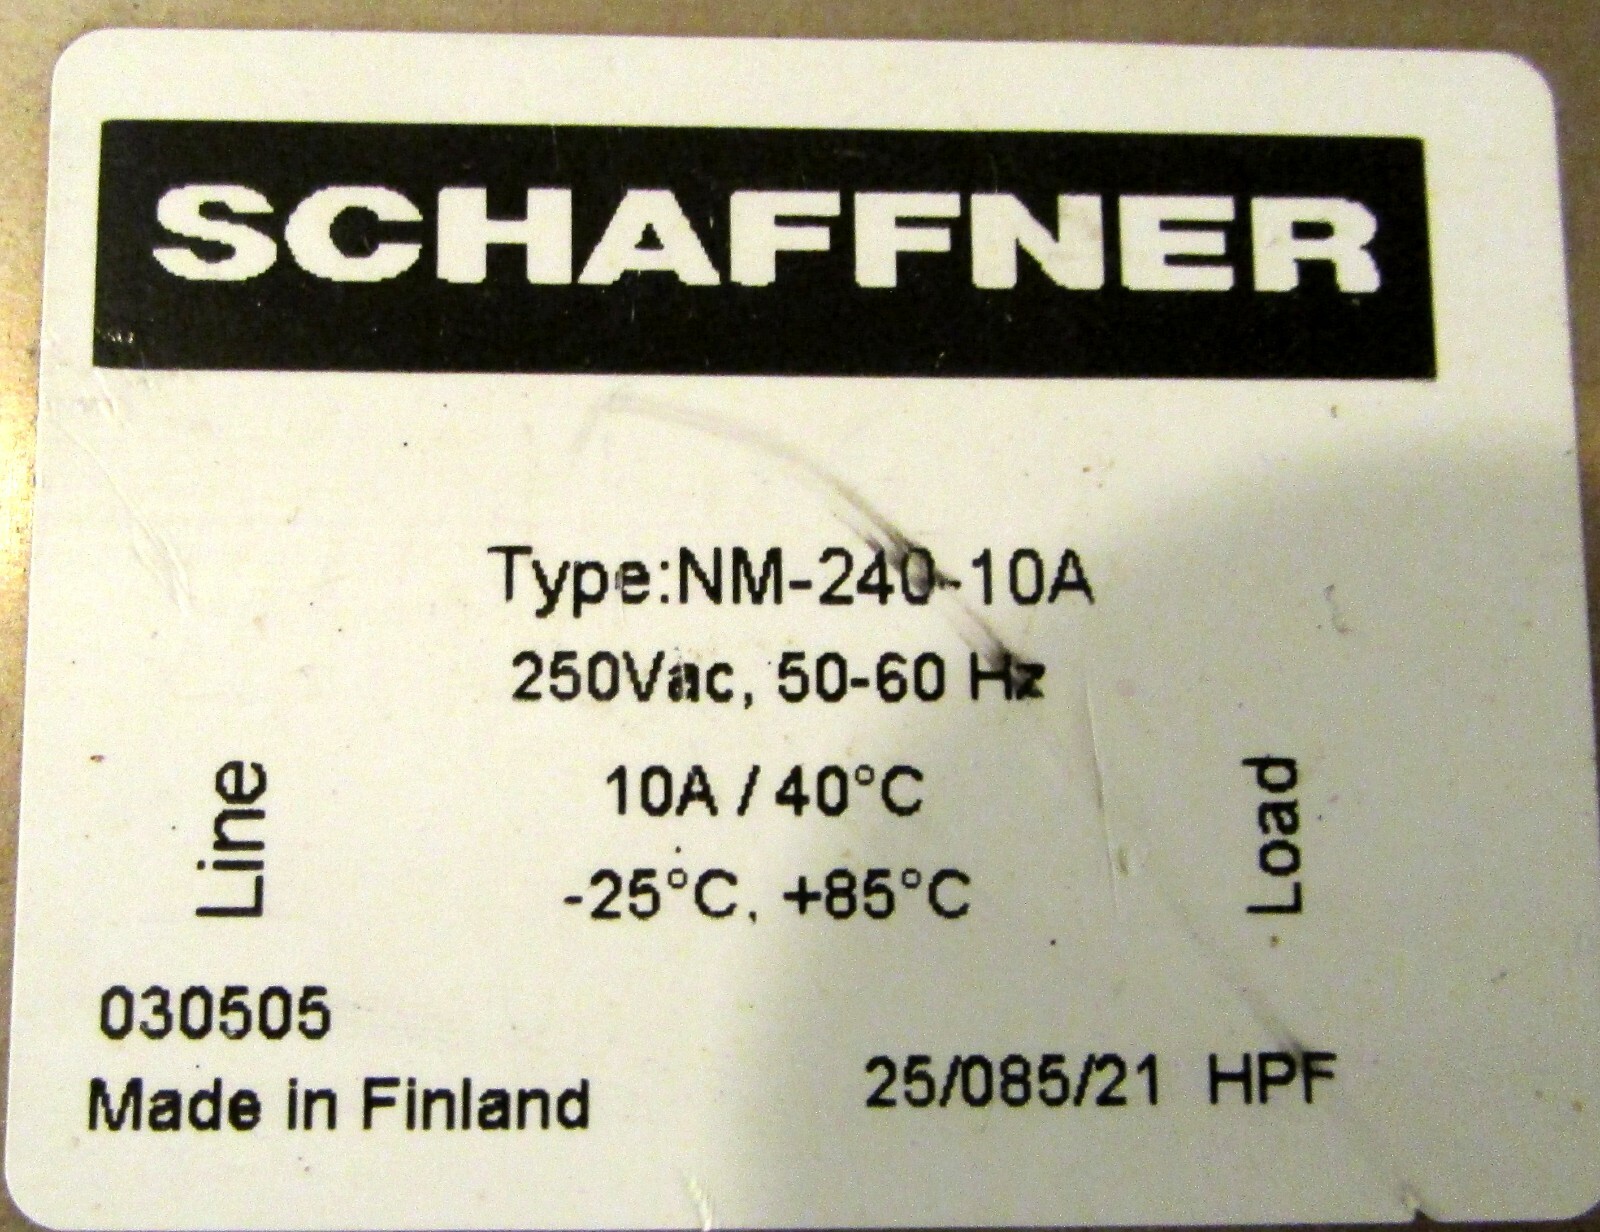 SCHAFFNER
Type:NM-240-10A
250Vac, 50-60 Hz
Line
10A / 40°C
Load
-25°C, +85°C
030505
Made in Finland
25/085/21 HPF